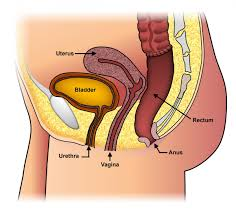 Uterus
Bladder
Rectum
Urethra
Vagina
Anus